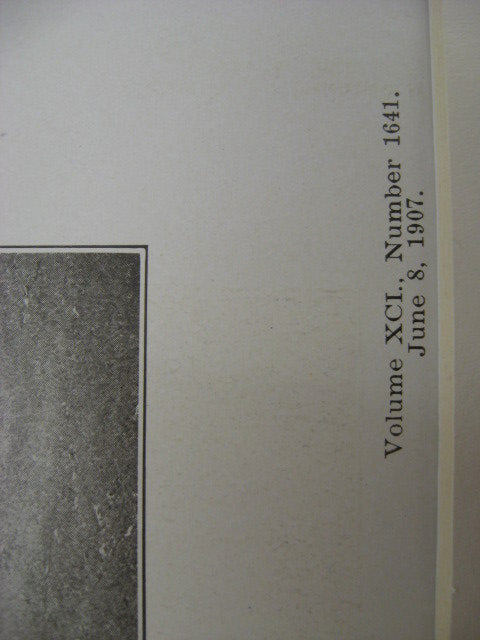 Volume XCI., Number 1641.
June 8, 1907.